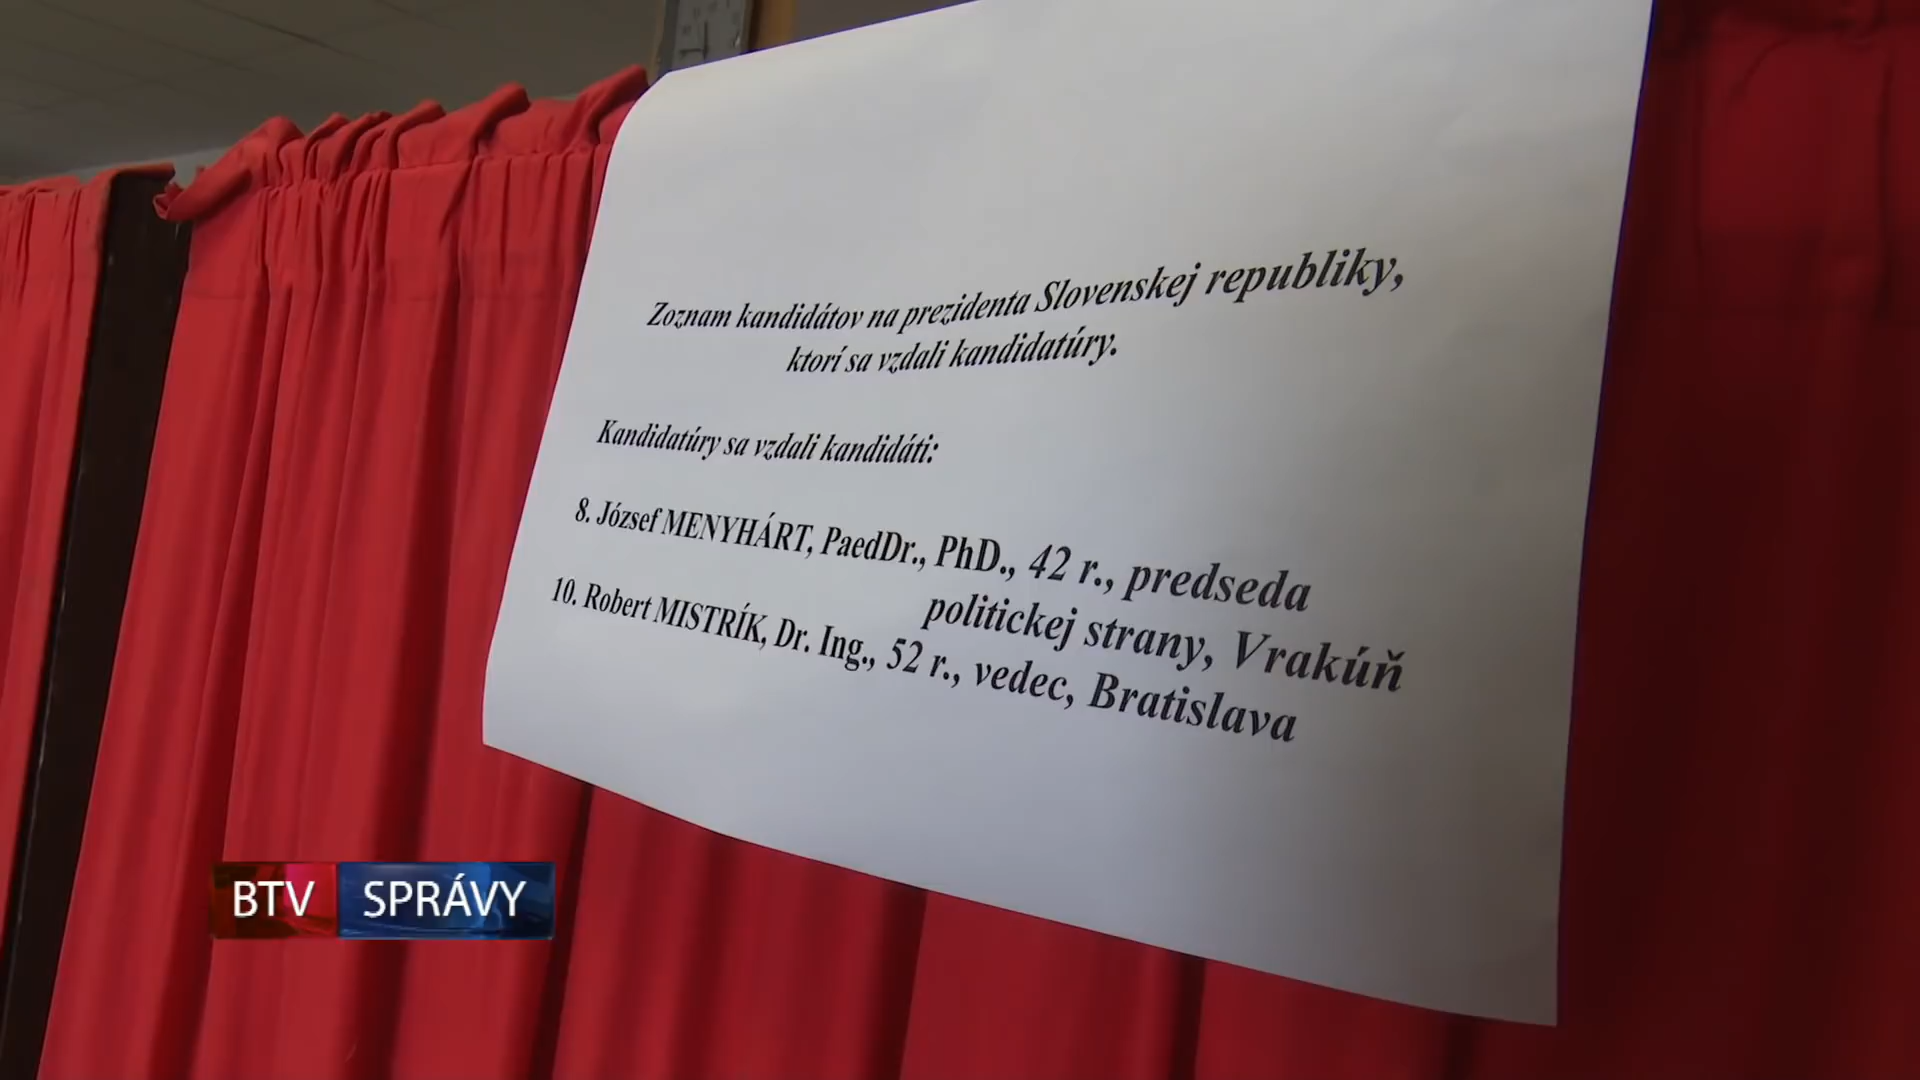 Zoznam kandidátov na prezidenta Slovenskej republiky,
ktorí sa vzdali kandidatúry.
Kandidatúry sa vzdali kandidáti:
8. József MENYHÁRT, PaedDr., PhD., 42 r., predseda
politickej strany, Vrakúň
10. Robert MISTRÍK, Dr. Ing., 52 r., vedec, Bratislava
BTV SPRÁVY